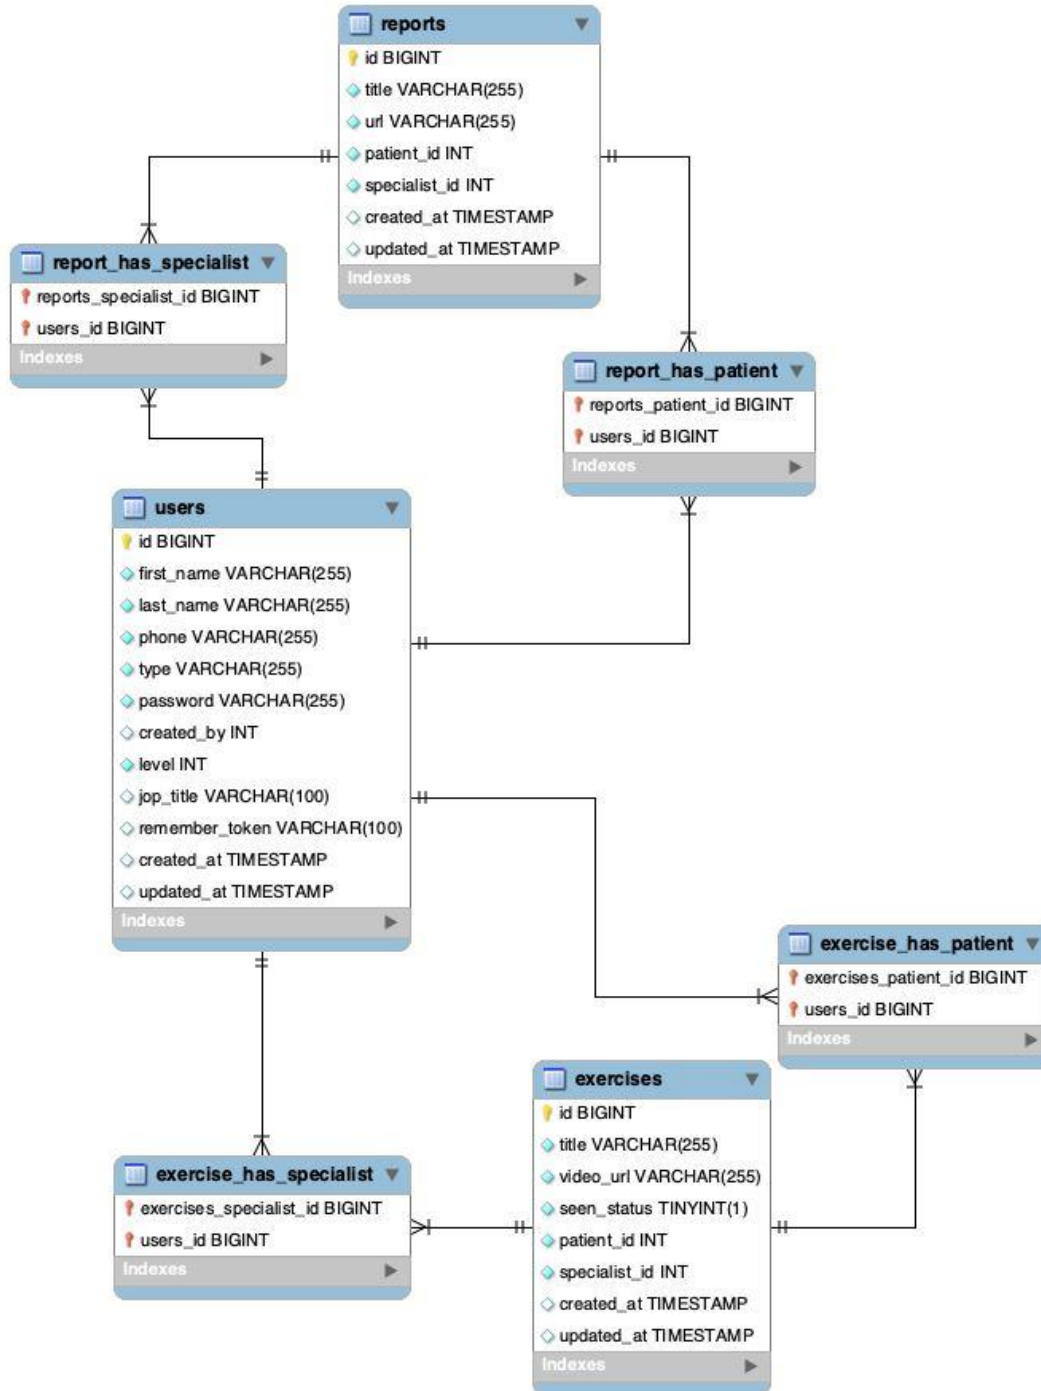 reports
id BIGINT
title VARCHAR(255)
url VARCHAR(255)
patient_id INT
specialist_id INT
created_at TIMESTAMP
updated_at TIMESTAMP
Indexes
report_has_specialist
reports_specialist_id BIGINT
users_id BIGINT
Indexes
report_has_patient
reports_patient_id BIGINT
users_id BIGINT
Indexes
users
id BIGINT
first_name VARCHAR(255)
last_name VARCHAR(255)
phone VARCHAR(255)
type VARCHAR(255)
password VARCHAR(255)
created_by INT
level INT
jop_title VARCHAR(100)
remember_token VARCHAR(100)
created_at TIMESTAMP
updated_at TIMESTAMP
Indexes
exercise_has_patient
exercises_patient_id BIGINT
users_id BIGINT
Indexes
exercises
id BIGINT
title VARCHAR(255)
video_url VARCHAR(255)
seen_status TINYINT(1)
patient_id INT
specialist_id INT
created_at TIMESTAMP
updated_at TIMESTAMP
Indexes
exercise_has_specialist
exercises_specialist_id BIGINT
users_id BIGINT
Indexes